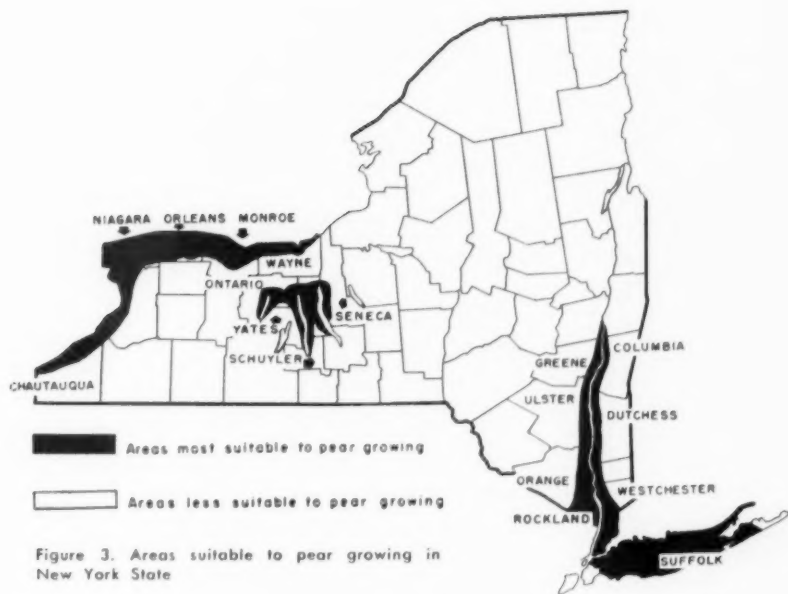 NIAGARA ORLEANS MONROE
WAYNE
ONTARIO
SENECA
YATES
SCHUYLER
CHAUTAUQUA
GREENE
COLUMBIA
ULSTER
DUTCHESS
ORANGE
WESTCHESTER
ROCKLAND
SUFFOLK
Areas most suitable to pear growing
Areas less suitable to pear growing
Figure 3. Areas suitable to pear growing in
New York State